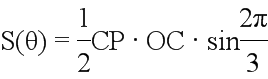 S(θ) = 1/2 CP · OC · sin 2π/3